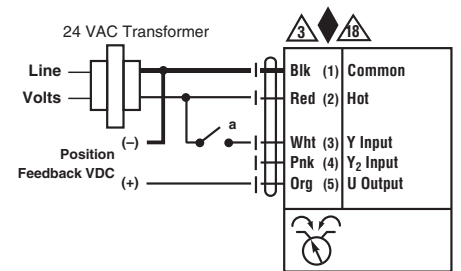 24 VAC Transformer
3 18
Line
Volts
Blk (1) Common
Red (2) Hot
a
(–)
Wht (3) Y Input
Position
Feedback VDC
Pnk (4) Y2 Input
(+)
Org (5) U Output